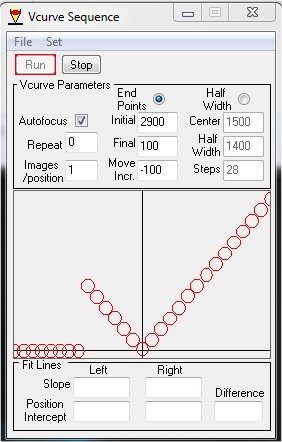 Vcurve Sequence
File Set
Run Stop
Vcurve Parameters
End Points Half Width
Autofocus Initial 2900 Center 1500
Repeat 0 Final 100 Half Width 1400
Images /position 1 Move Incr. -100 Steps 28
Fit Lines
Left Right
Slope Difference
Position Intercept